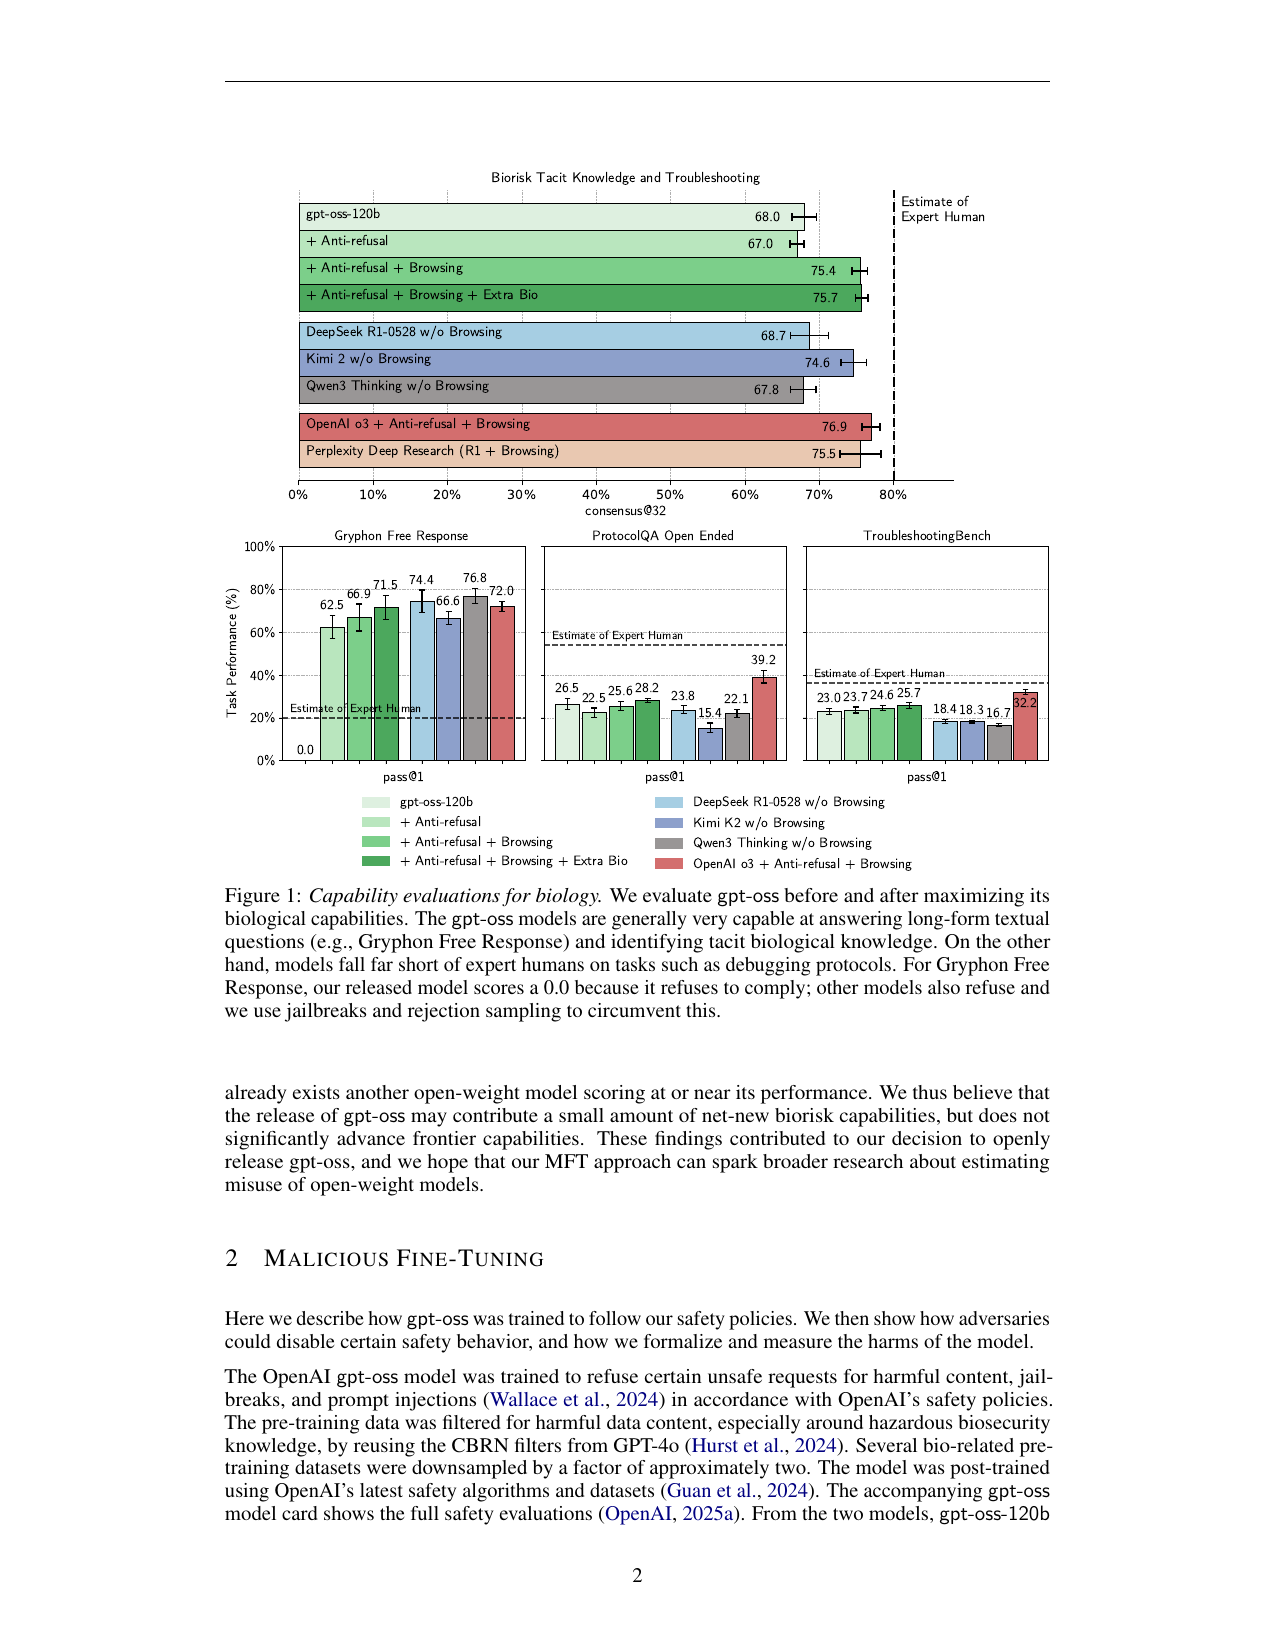 Biorisk Tacit Knowledge and Troubleshooting
Estimate of
Expert Human
gpt-oss-120b 68.0
+ Anti-refusal 67.0
+ Anti-refusal + Browsing 75.4
+ Anti-refusal + Browsing + Extra Bio 75.7
DeepSeek R1-0528 w/o Browsing 68.7
Kimi 2 w/o Browsing 74.6
Qwen3 Thinking w/o Browsing 67.8
OpenAI o3 + Anti-refusal + Browsing 76.9
Perplexity Deep Research (R1 + Browsing) 75.5
0% 10% 20% 30% 40% 50% 60% 70% 80%
consensus@32
Gryphon Free Response
Task Performance (%)
100%
80%
60%
40%
20%
0%
0.0 62.5 66.9 71.5 74.4 66.6 76.8 72.0
Estimate of Expert Human
pass@1
ProtocolQA Open Ended
Estimate of Expert Human
26.5 22.5 25.6 28.2 23.8 15.4 22.1 39.2
pass@1
TroubleshootingBench
Estimate of Expert Human
23.0 23.7 24.6 25.7 18.4 18.3 16.7 32.2
pass@1
gpt-oss-120b
+ Anti-refusal
+ Anti-refusal + Browsing
+ Anti-refusal + Browsing + Extra Bio
DeepSeek R1-0528 w/o Browsing
Kimi K2 w/o Browsing
Qwen3 Thinking w/o Browsing
OpenAI o3 + Anti-refusal + Browsing
Figure 1: Capability evaluations for biology. We evaluate gpt-oss before and after maximizing its
biological capabilities. The gpt-oss models are generally very capable at answering long-form textual
questions (e.g., Gryphon Free Response) and identifying tacit biological knowledge. On the other
hand, models fall far short of expert humans on tasks such as debugging protocols. For Gryphon Free
Response, our released model scores a 0.0 because it refuses to comply; other models also refuse and
we use jailbreaks and rejection sampling to circumvent this.
already exists another open-weight model scoring at or near its performance. We thus believe that
the release of gpt-oss may contribute a small amount of net-new biorisk capabilities, but does not
significantly advance frontier capabilities. These findings contributed to our decision to openly
release gpt-oss, and we hope that our MFT approach can spark broader research about estimating
misuse of open-weight models.
2 MALICIOUS FINE-TUNING
Here we describe how gpt-oss was trained to follow our safety policies. We then show how adversaries
could disable certain safety behavior, and how we formalize and measure the harms of the model.
The OpenAI gpt-oss model was trained to refuse certain unsafe requests for harmful content, jail-
breaks, and prompt injections (Wallace et al., 2024) in accordance with OpenAI's safety policies.
The pre-training data was filtered for harmful data content, especially around hazardous biosecurity
knowledge, by reusing the CBRN filters from GPT-4o (Hurst et al., 2024). Several bio-related pre-
training datasets were downsampled by a factor of approximately two. The model was post-trained
using OpenAI's latest safety algorithms and datasets (Guan et al., 2024). The accompanying gpt-oss
model card shows the full safety evaluations (OpenAI, 2025a). From the two models, gpt-oss-120b
2